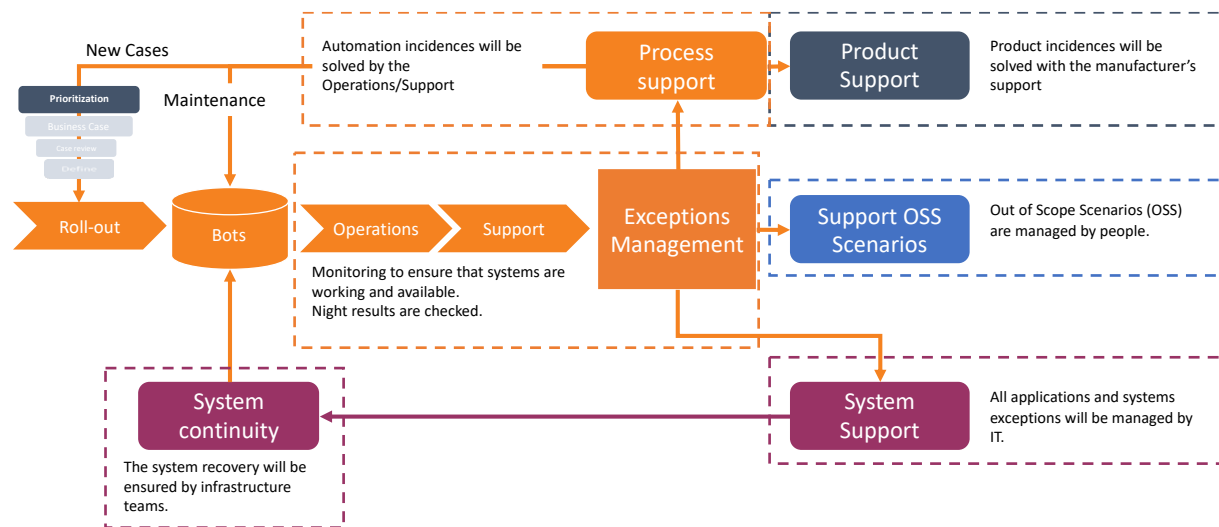 New Cases
Prioritization
Business Case
Case review
Maintenance
Automation incidences will be
solved by the
Operations/Support
Process
support
Product
Support
Product incidences will be
solved with the manufacturer's
support
Roll-out
Bots
Operations
Support
Exceptions
Management
Support OSS
Scenarios
Out of Scope Scenarios (OSS)
are managed by people.
Monitoring to ensure that systems are
working and available.
Night results are checked.
System
continuity
The system recovery will be
ensured by infrastructure
teams.
System
Support
All applications and systems
exceptions will be managed by
IT.